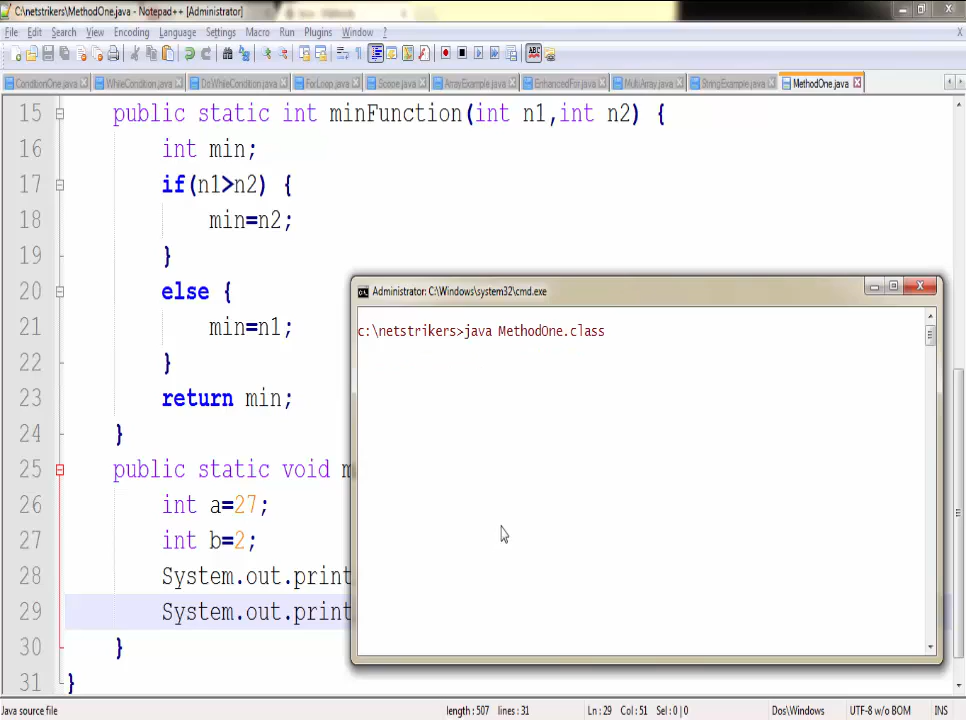 C:\netstrikers\MethodOne.java - Notepad++ [Administrator]
File Edit Search View Encoding Language Settings Macro Run Plugins Window ? X
ConditionOne.java WhileCondition.java DoWhileCondition.java ForLoop.java Scope.java ArrayExample.java EnhancedFor.java MultiArray.java StringExample.java MethodOne.java
15 public static int minFunction(int n1,int n2) {
16 int min;
17 if(n1>n2) {
18 min=n2;
19 }
20 else {
21 min=n1;
22 }
23 return min;
24 }
25 public static void m
26 int a=27;
27 int b=2;
28 System.out.print
29 System.out.print
30 }
31 }
Administrator: C:\Windows\system32\cmd.exe
c:\netstrikers>java MethodOne.class
Java source file length : 507 lines : 31 Ln : 29 Col : 51 Sel : 0 | 0 Dos\Windows UTF-8 w/o BOM INS